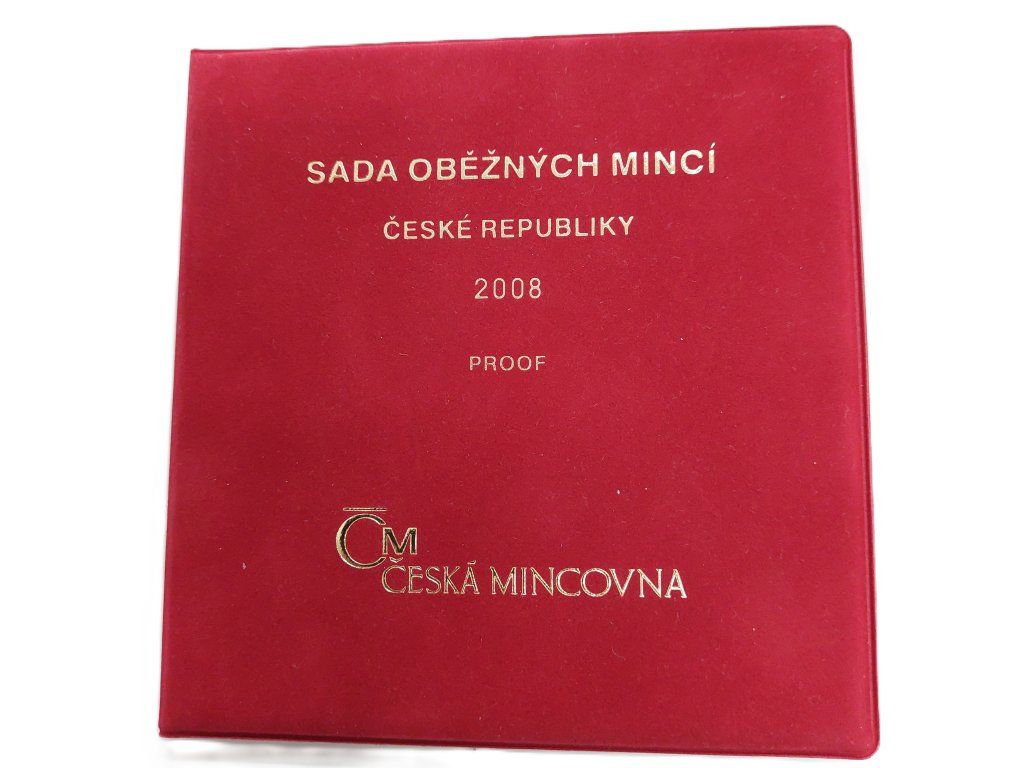 SADA OBĚŽNÝCH MINCÍ
ČESKÉ REPUBLIKY
2008
PROOF
ČM
ČESKÁ MINCOVNA